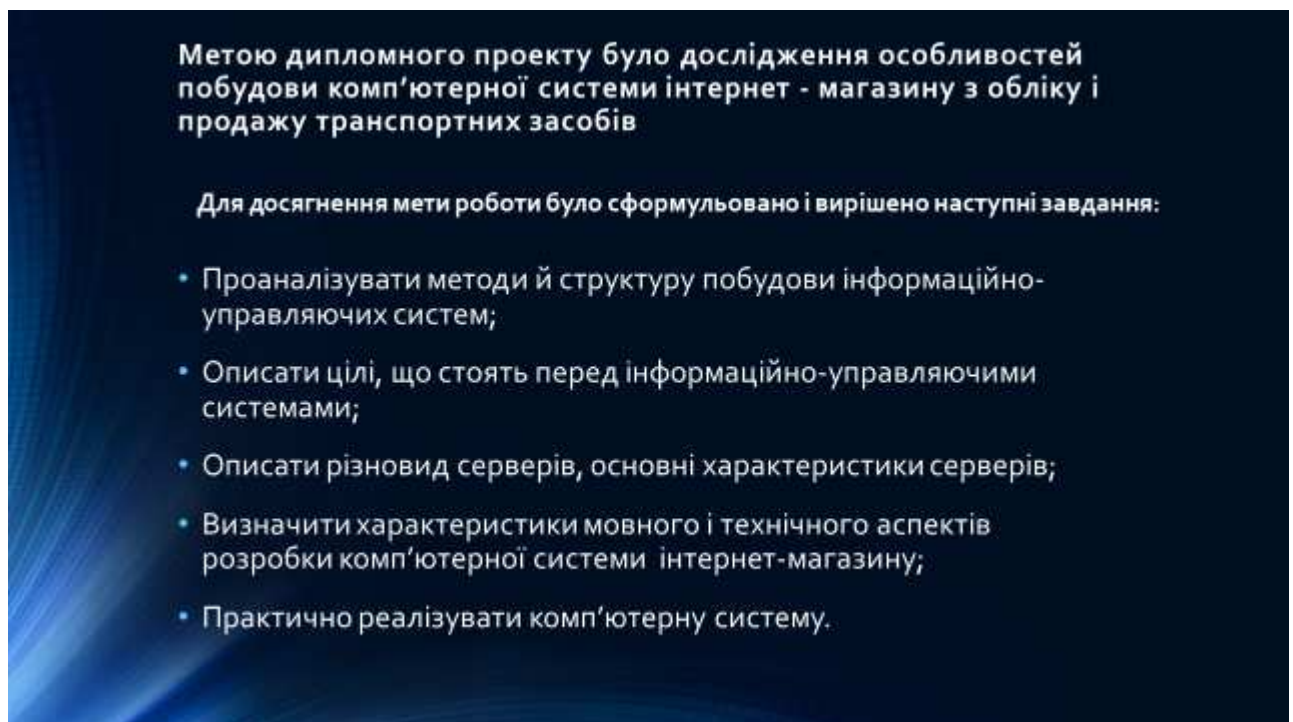 Метою дипломного проекту було дослідження особливостей
побудови комп’ютерної системи інтернет - магазину з обліку і
продажу транспортних засобів
Для досягнення мети роботи було сформульовано і вирішено наступні завдання:
• Проаналізувати методи й структуру побудови інформаційно-
управляючих систем;
• Описати цілі, що стоять перед інформаційно-управляючими
системами;
• Описати різновид серверів, основні характеристики серверів;
• Визначити характеристики мовного і технічного аспектів
розробки комп’ютерної системи інтернет-магазину;
• Практично реалізувати комп’ютерну систему.